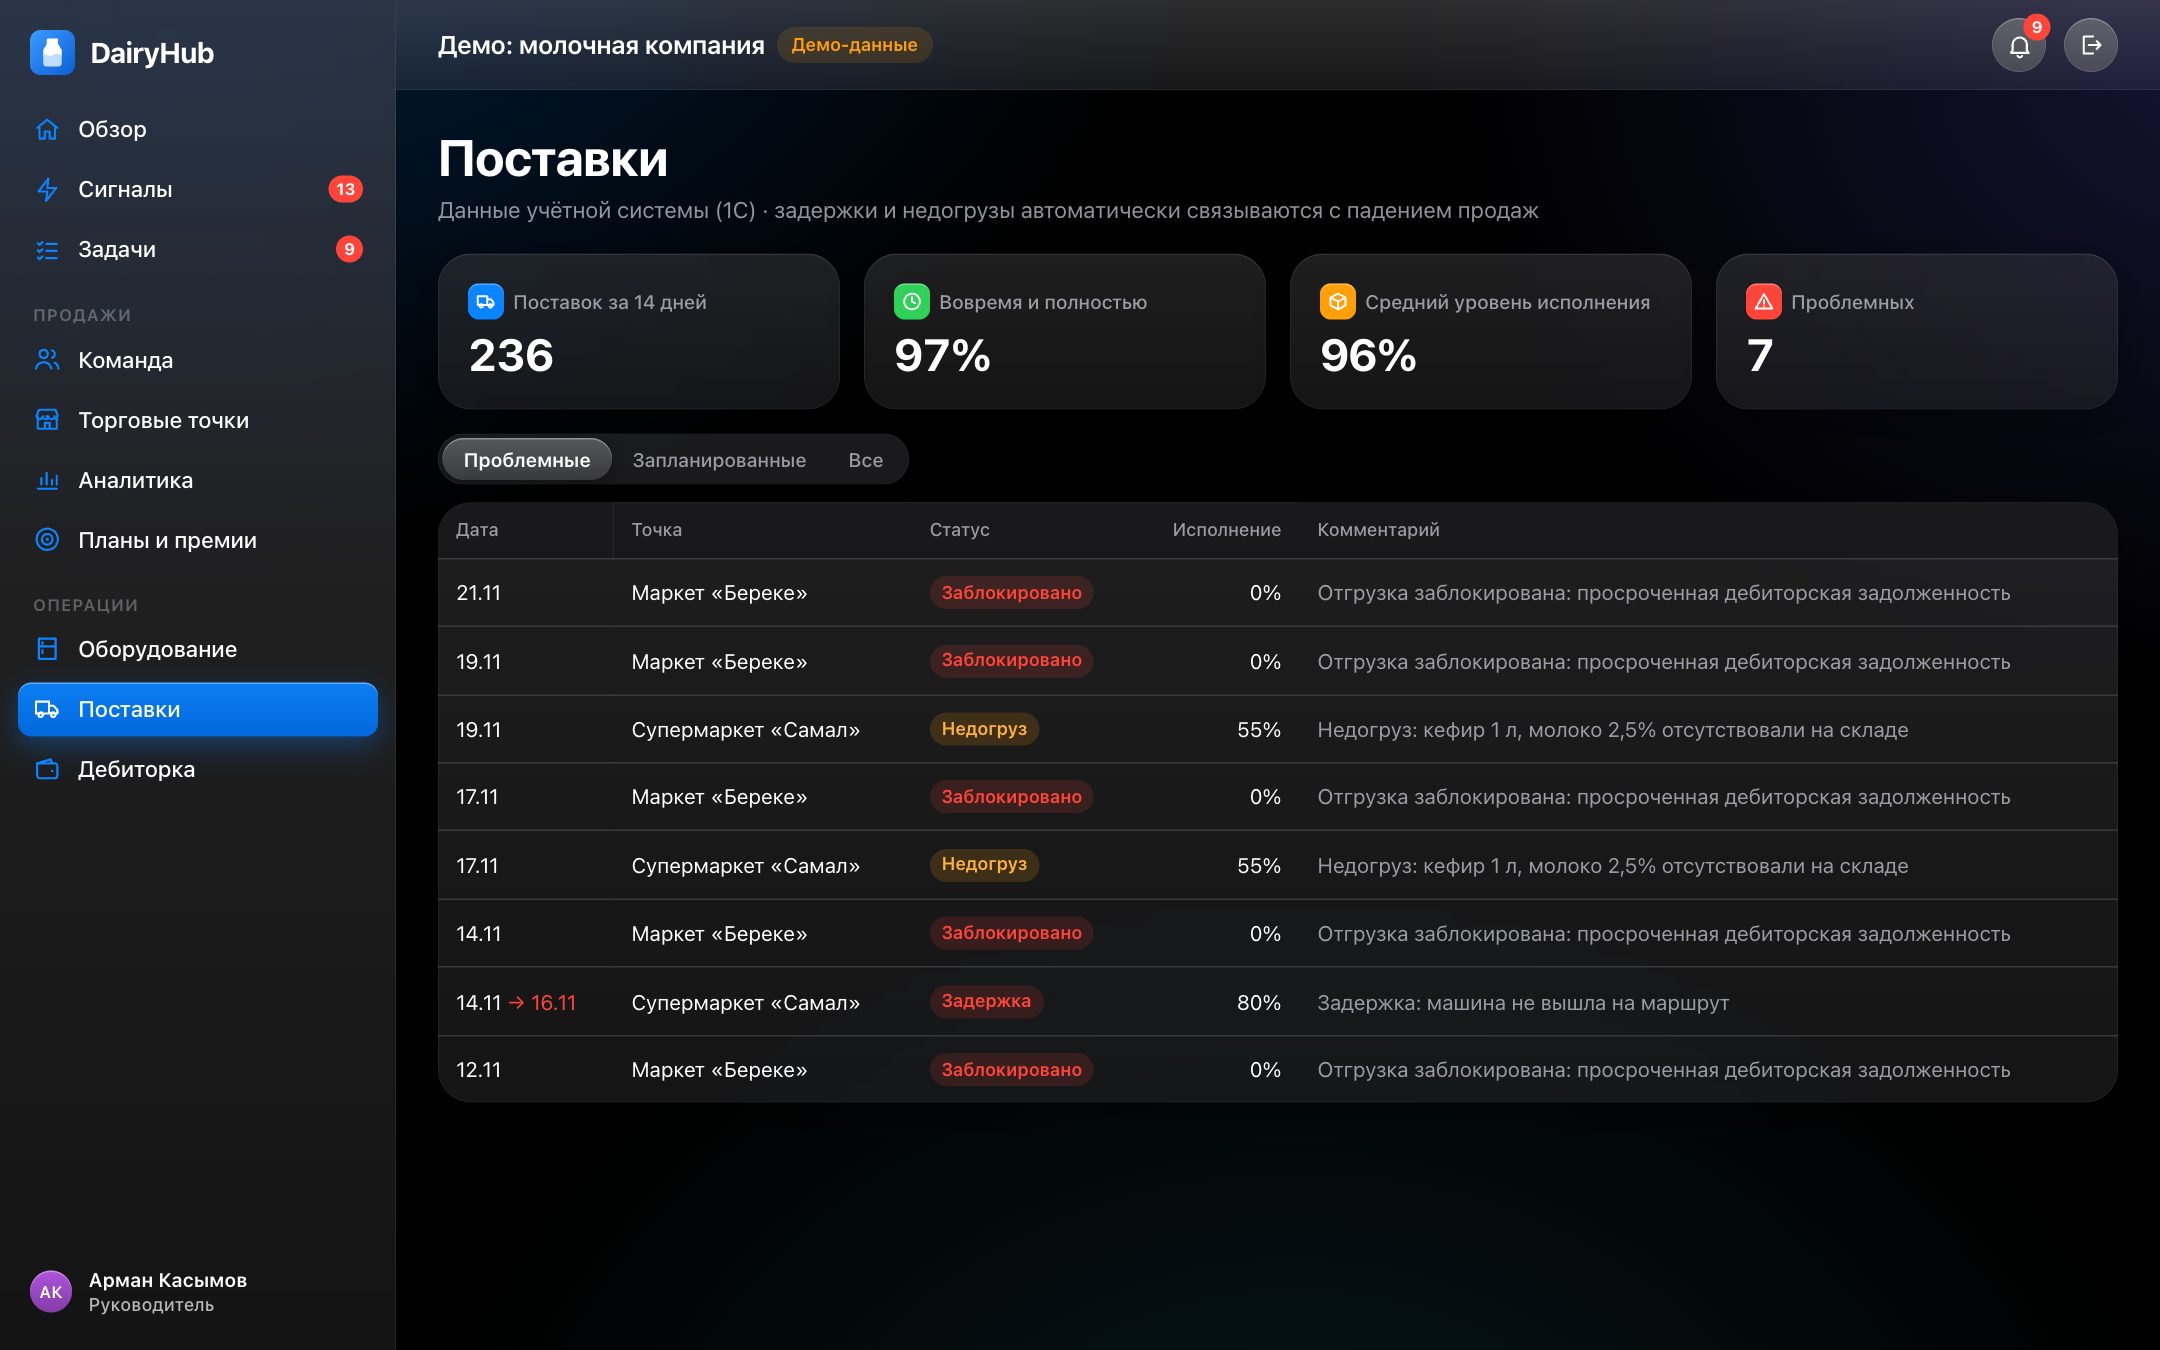 DairyHub
Обзор
Сигналы 13
Задачи 9
ПРОДАЖИ
Команда
Торговые точки
Аналитика
Планы и премии
ОПЕРАЦИИ
Оборудование
Поставки
Дебиторка
АК
Арман Касымов
Руководитель
Демо: молочная компания Демо-данные
9
Поставки
Данные учётной системы (1С) · задержки и недогрузы автоматически связываются с падением продаж
Поставок за 14 дней
236
Вовремя и полностью
97%
Средний уровень исполнения
96%
Проблемных
7
Проблемные Запланированные Все
Дата Точка Статус Исполнение Комментарий
21.11 Маркет «Береке» Заблокировано 0% Отгрузка заблокирована: просроченная дебиторская задолженность
19.11 Маркет «Береке» Заблокировано 0% Отгрузка заблокирована: просроченная дебиторская задолженность
19.11 Супермаркет «Самал» Недогруз 55% Недогруз: кефир 1 л, молоко 2,5% отсутствовали на складе
17.11 Маркет «Береке» Заблокировано 0% Отгрузка заблокирована: просроченная дебиторская задолженность
17.11 Супермаркет «Самал» Недогруз 55% Недогруз: кефир 1 л, молоко 2,5% отсутствовали на складе
14.11 Маркет «Береке» Заблокировано 0% Отгрузка заблокирована: просроченная дебиторская задолженность
14.11 → 16.11 Супермаркет «Самал» Задержка 80% Задержка: машина не вышла на маршрут
12.11 Маркет «Береке» Заблокировано 0% Отгрузка заблокирована: просроченная дебиторская задолженность